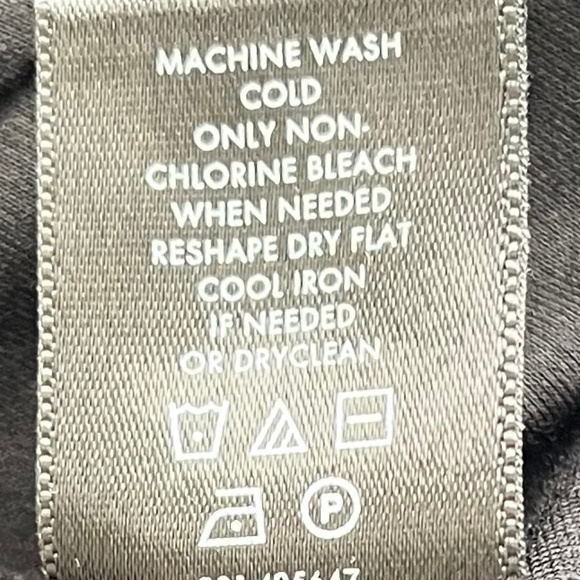 MACHINE WASH
COLD
ONLY NON-
CHLORINE BLEACH
WHEN NEEDED
RESHAPE DRY FLAT
COOL IRON
IF NEEDED
OR DRYCLEAN
P